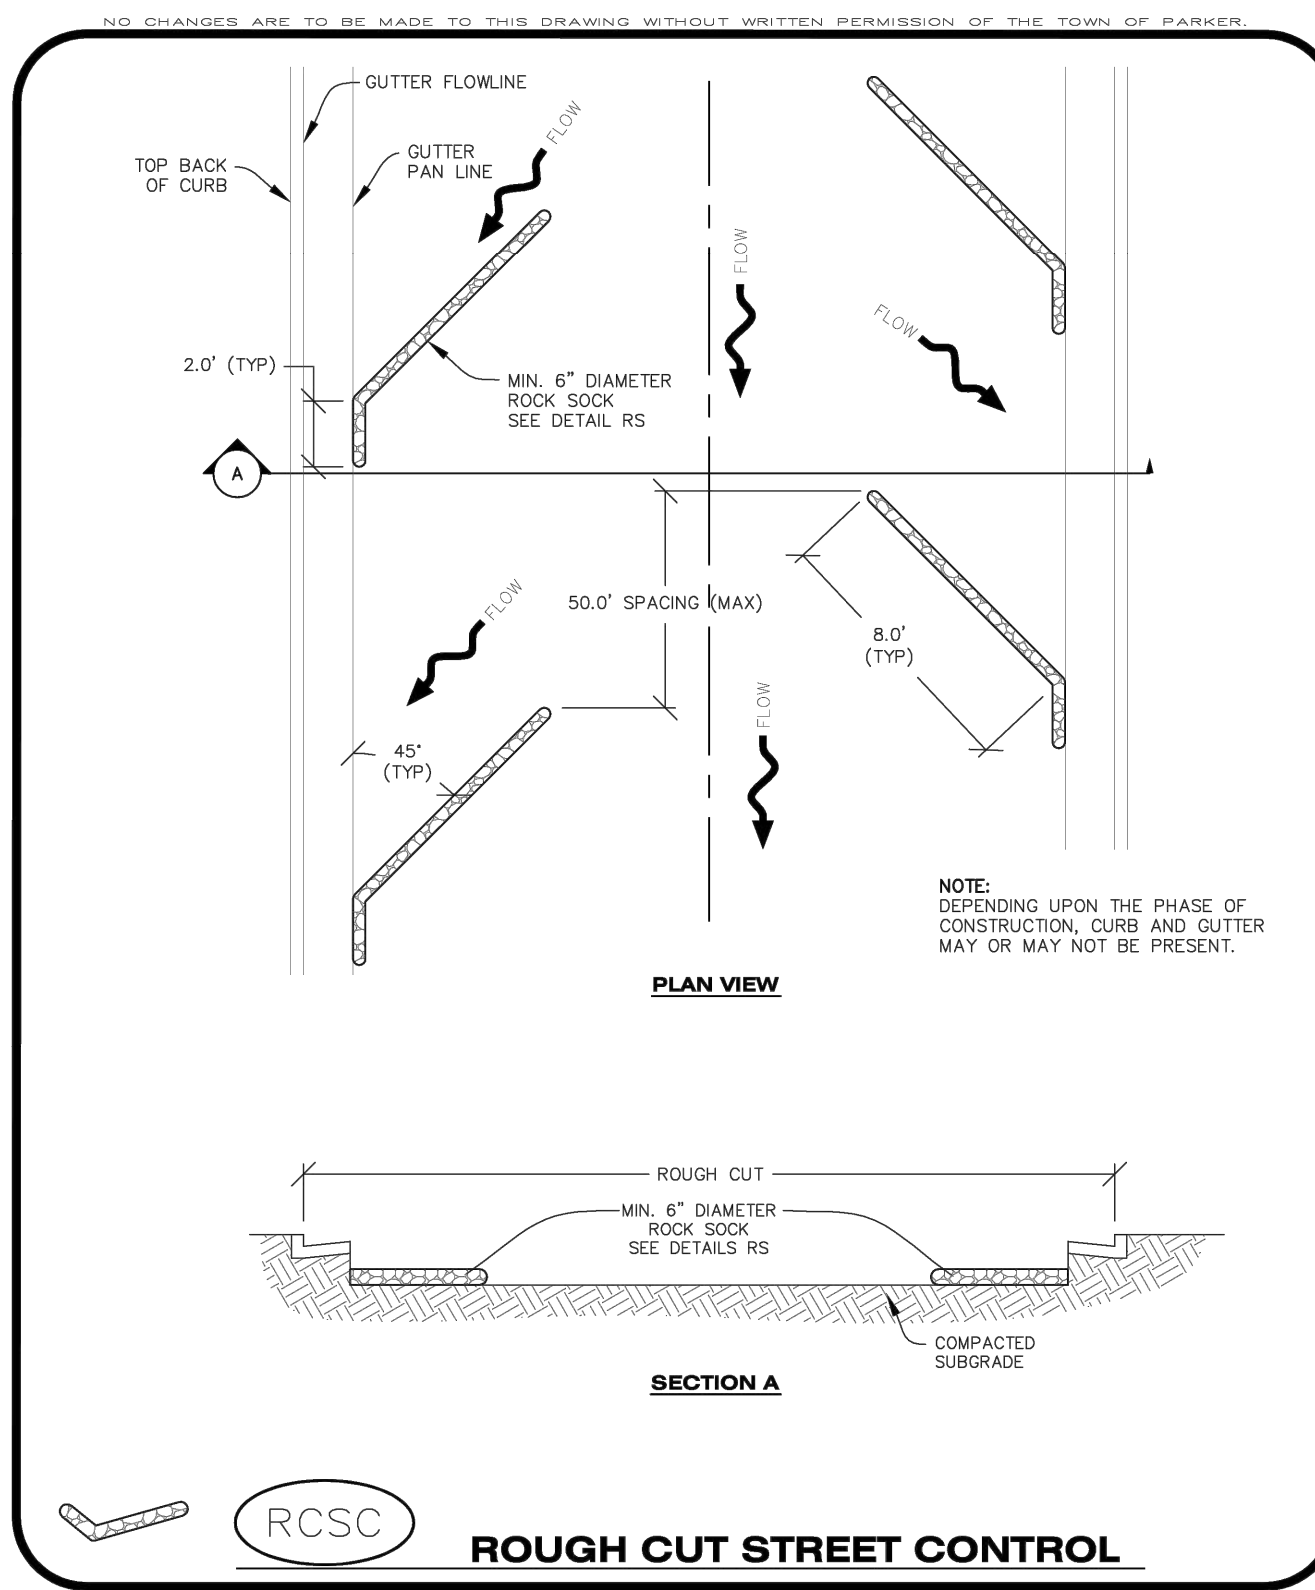 NO CHANGES ARE TO BE MADE TO THIS DRAWING WITHOUT WRITTEN PERMISSION OF THE TOWN OF PARKER.
GUTTER FLOWLINE
TOP BACK
OF CURB
GUTTER
PAN LINE
FLOW
FLOW
FLOW
2.0' (TYP)
MIN. 6" DIAMETER
ROCK SOCK
SEE DETAIL RS
A
50.0' SPACING (MAX)
FLOW
8.0'
(TYP)
FLOW
45°
(TYP)
NOTE:
DEPENDING UPON THE PHASE OF
CONSTRUCTION, CURB AND GUTTER
MAY OR MAY NOT BE PRESENT.
PLAN VIEW
ROUGH CUT
MIN. 6" DIAMETER
ROCK SOCK
SEE DETAILS RS
COMPACTED
SUBGRADE
SECTION A
RCSC
ROUGH CUT STREET CONTROL